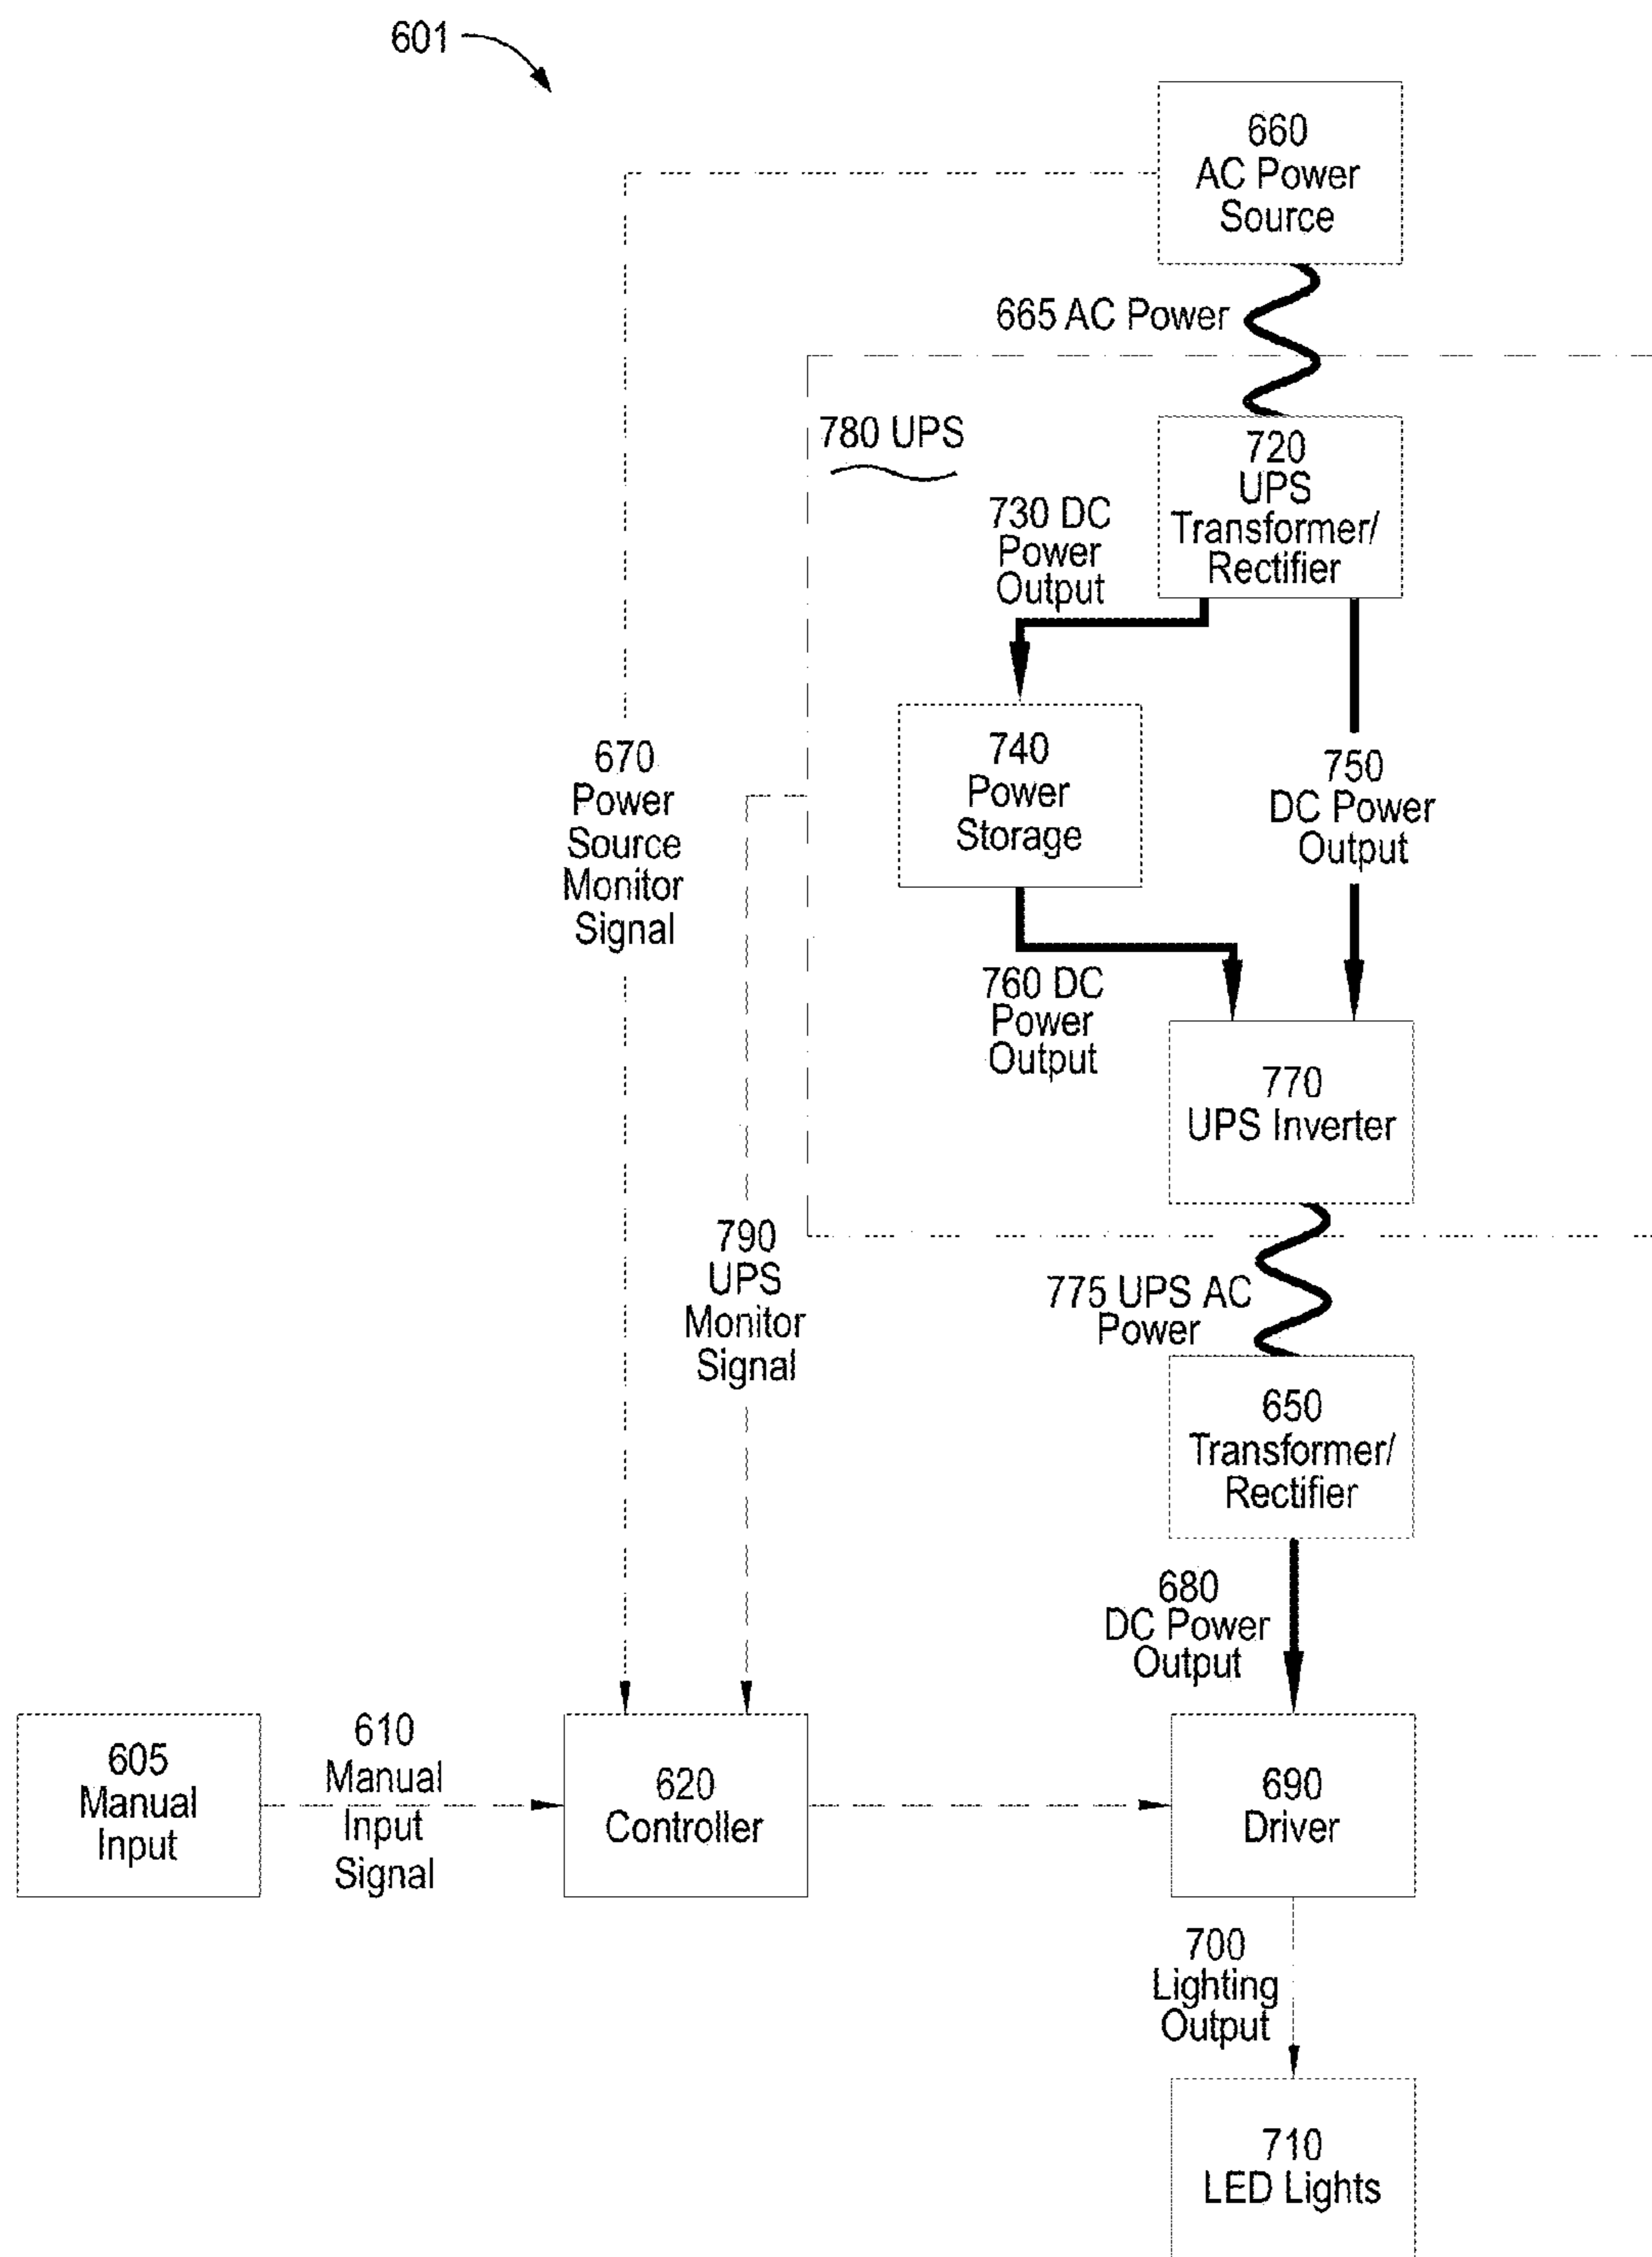 601
660
AC Power
Source
665 AC Power
780 UPS
720
UPS
Transformer/
Rectifier
730 DC
Power
Output
740
Power
Storage
750
DC Power
Output
670
Power
Source
Monitor
Signal
760 DC
Power
Output
770
UPS Inverter
790
UPS
Monitor
Signal
775 UPS AC
Power
650
Transformer/
Rectifier
680
DC Power
Output
605
Manual
Input
610
Manual
Input
Signal
620
Controller
690
Driver
700
Lighting
Output
710
LED Lights